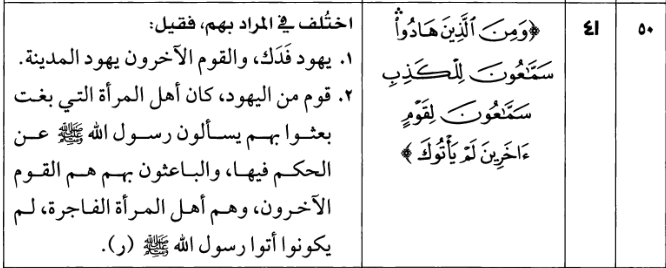 ٥٠
٤١
﴿وَمِنَ ٱلَّذِينَ هَادُواْۛ
سَمَّـٰعُونَ لِلۡكَذِبِ
سَمَّـٰعُونَ لِقَوۡمٍ
ءَاخَرِينَ لَمۡ يَأۡتُوكَ﴾
اختُلف في المراد بهم، فقيل:
١. يهود فَدَك، والقوم الآخرون يهود المدينة.
٢. قوم من اليهود، كان أهل المرأة التي بغت
بعثوا بهم يسألون رسول الله ﷺ عن
الحكم فيها، والباعثون بهم هم القوم
الآخرون، وهم أهل المرأة الفاجرة، لم
يكونوا أتوا رسول الله ﷺ (ر).